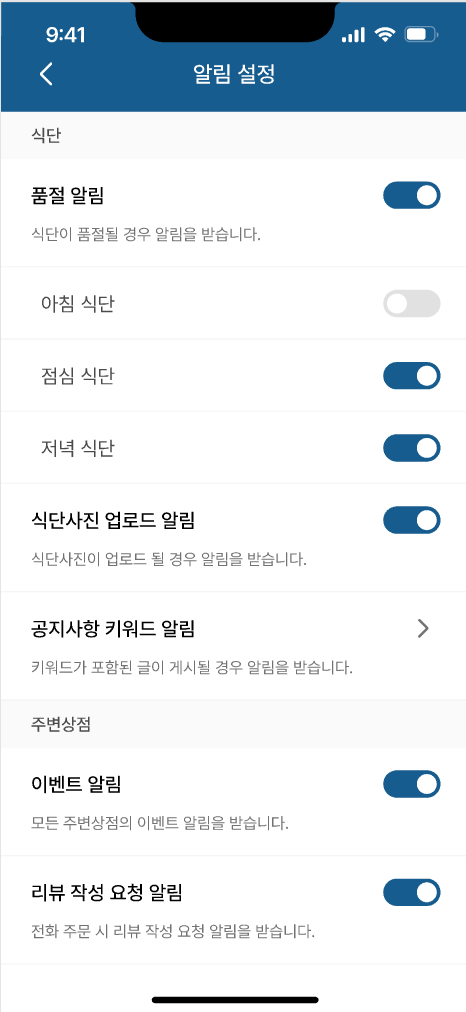 9:41
알림 설정
식단
품절 알림
식단이 품절될 경우 알림을 받습니다.
아침 식단
점심 식단
저녁 식단
식단사진 업로드 알림
식단사진이 업로드 될 경우 알림을 받습니다.
공지사항 키워드 알림
키워드가 포함된 글이 게시될 경우 알림을 받습니다.
주변상점
이벤트 알림
모든 주변상점의 이벤트 알림을 받습니다.
리뷰 작성 요청 알림
전화 주문 시 리뷰 작성 요청 알림을 받습니다.